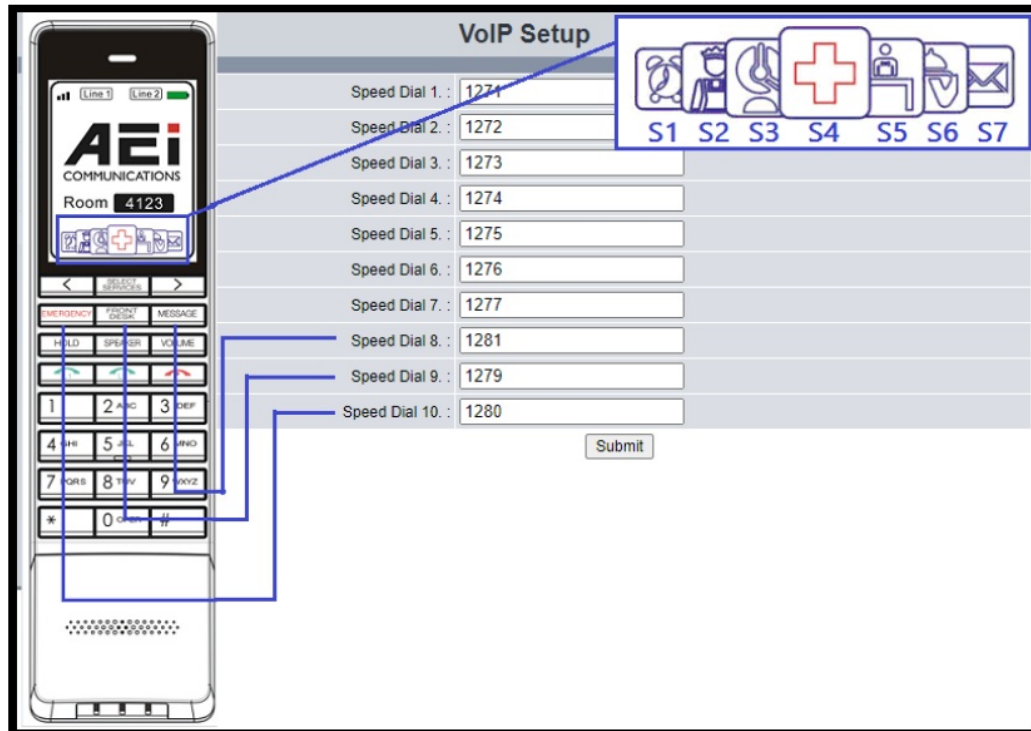 VoIP Setup
Speed Dial 1. : 1271
Speed Dial 2. : 1272
Speed Dial 3. : 1273
Speed Dial 4. : 1274
Speed Dial 5. : 1275
Speed Dial 6. : 1276
Speed Dial 7. : 1277
Speed Dial 8. : 1281
Speed Dial 9. : 1279
Speed Dial 10. : 1280
Submit
S1 S2 S3 S4 S5 S6 S7
Line 1 Line 2
AEi
COMMUNICATIONS
Room 4123
< SELECT SERVICES >
EMERGENCY FRONT DESK MESSAGE
HOLD SPEAKER VOLUME
1 2 ABC 3 DEF
4 GHI 5 JKL 6 MNO
7 PQRS 8 TUV 9 WXYZ
* 0 OPER #